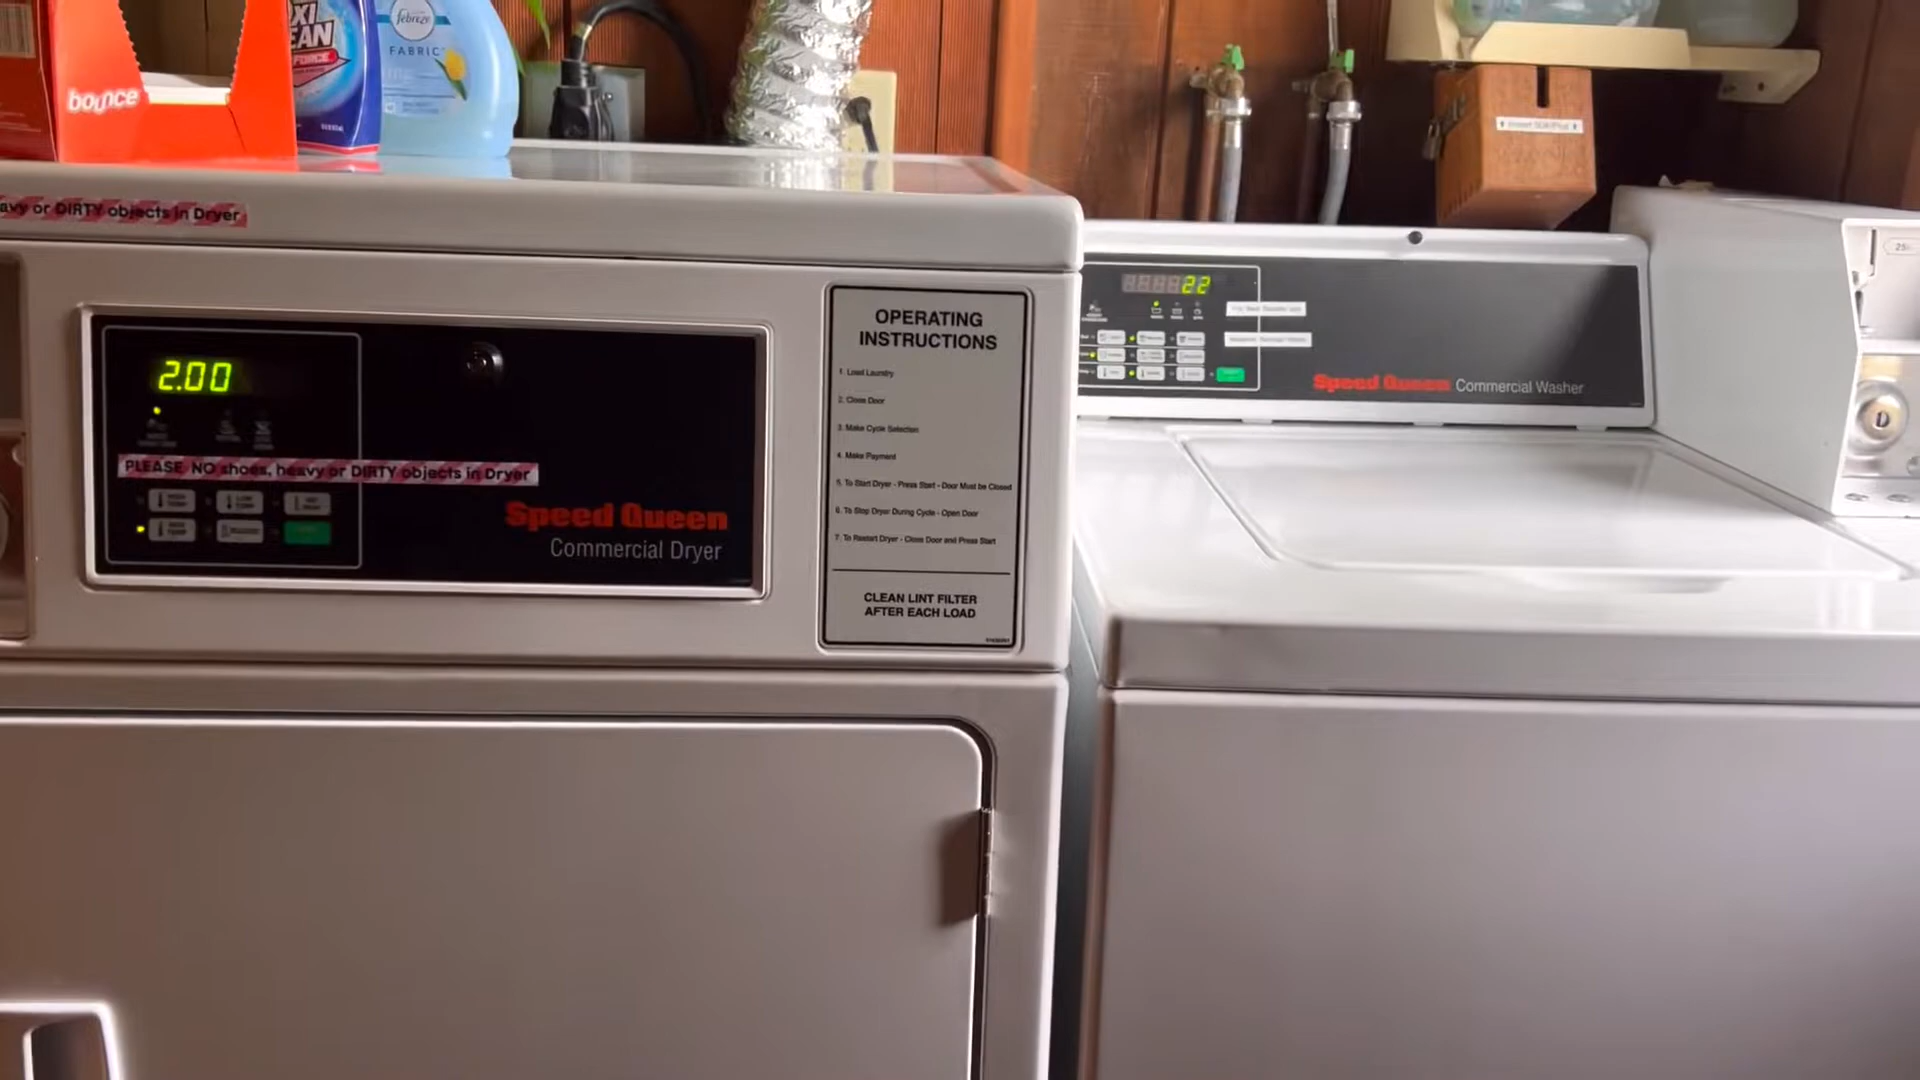 bounce
OXI
CLEAN
febreze
FABRIC
heavy or DIRTY objects in Dryer
2.00
PLEASE NO shoes, heavy or DIRTY objects in Dryer
Speed Queen
Commercial Dryer
OPERATING
INSTRUCTIONS
1. Load Laundry
2. Close Door
3. Make Cycle Selection
4. Make Payment
5. To Start Dryer - Press Start - Door Must be Closed
6. To Stop Dryer During Cycle - Open Door
7. To Restart Dryer - Close Door and Press Start
CLEAN LINT FILTER
AFTER EACH LOAD
22
Speed Queen Commercial Washer
25